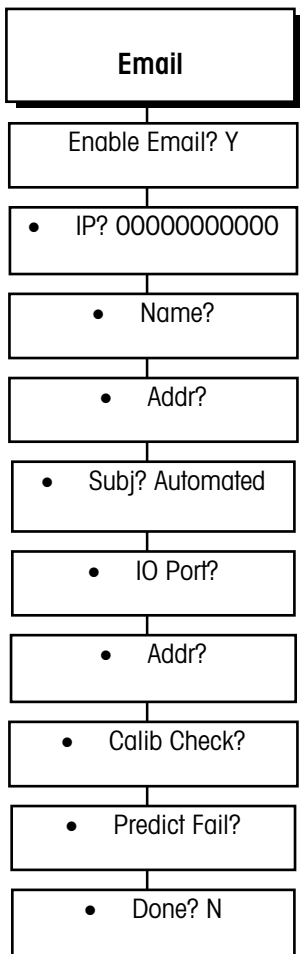 Email
Enable Email? Y
• IP? 00000000000
• Name?
• Addr?
• Subj? Automated
• IO Port?
• Addr?
• Calib Check?
• Predict Fail?
• Done? N